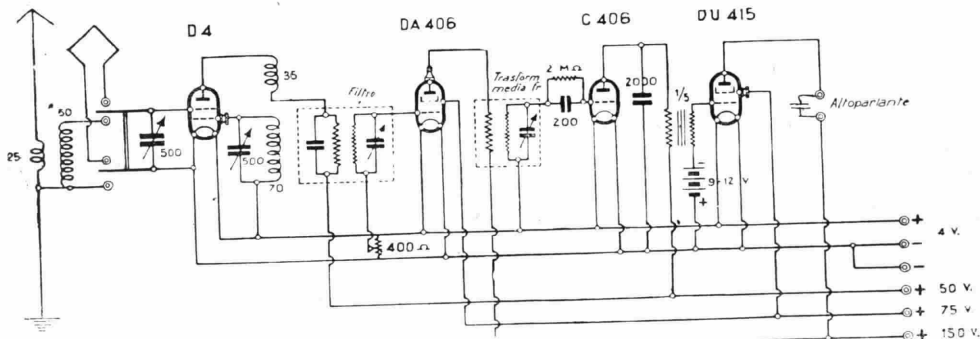 D4
DA 406
C 406
DU 415
35
Filtro
Trasform
media fr
2 MΩ
200
2000
1/5
Altoparlante
50
25
500
500
70
9-12 V
+
400 Ω
+
4 V.
−
−
+ 50 V.
+ 75 V.
+ 150 V.